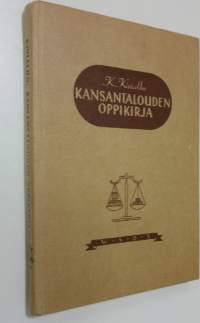 K. Kivialho
KANSANTALOUDEN
OPPIKIRJA
W • S • O • Y